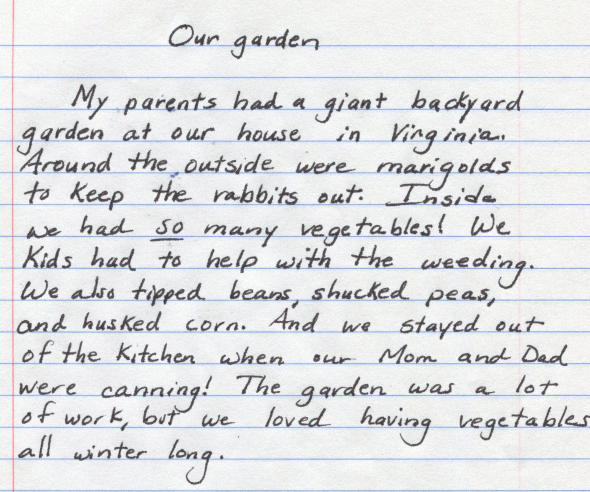 Our garden
My parents had a giant backyard
garden at our house in Virginia.
Around the outside were marigolds
to keep the rabbits out. Inside
we had so many vegetables! We
kids had to help with the weeding.
We also tipped beans, shucked peas,
and husked corn. And we stayed out
of the kitchen when our Mom and Dad
were canning! The garden was a lot
of work, but we loved having vegetables
all winter long.